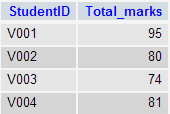 StudentID Total_marks
V001 95
V002 80
V003 74
V004 81